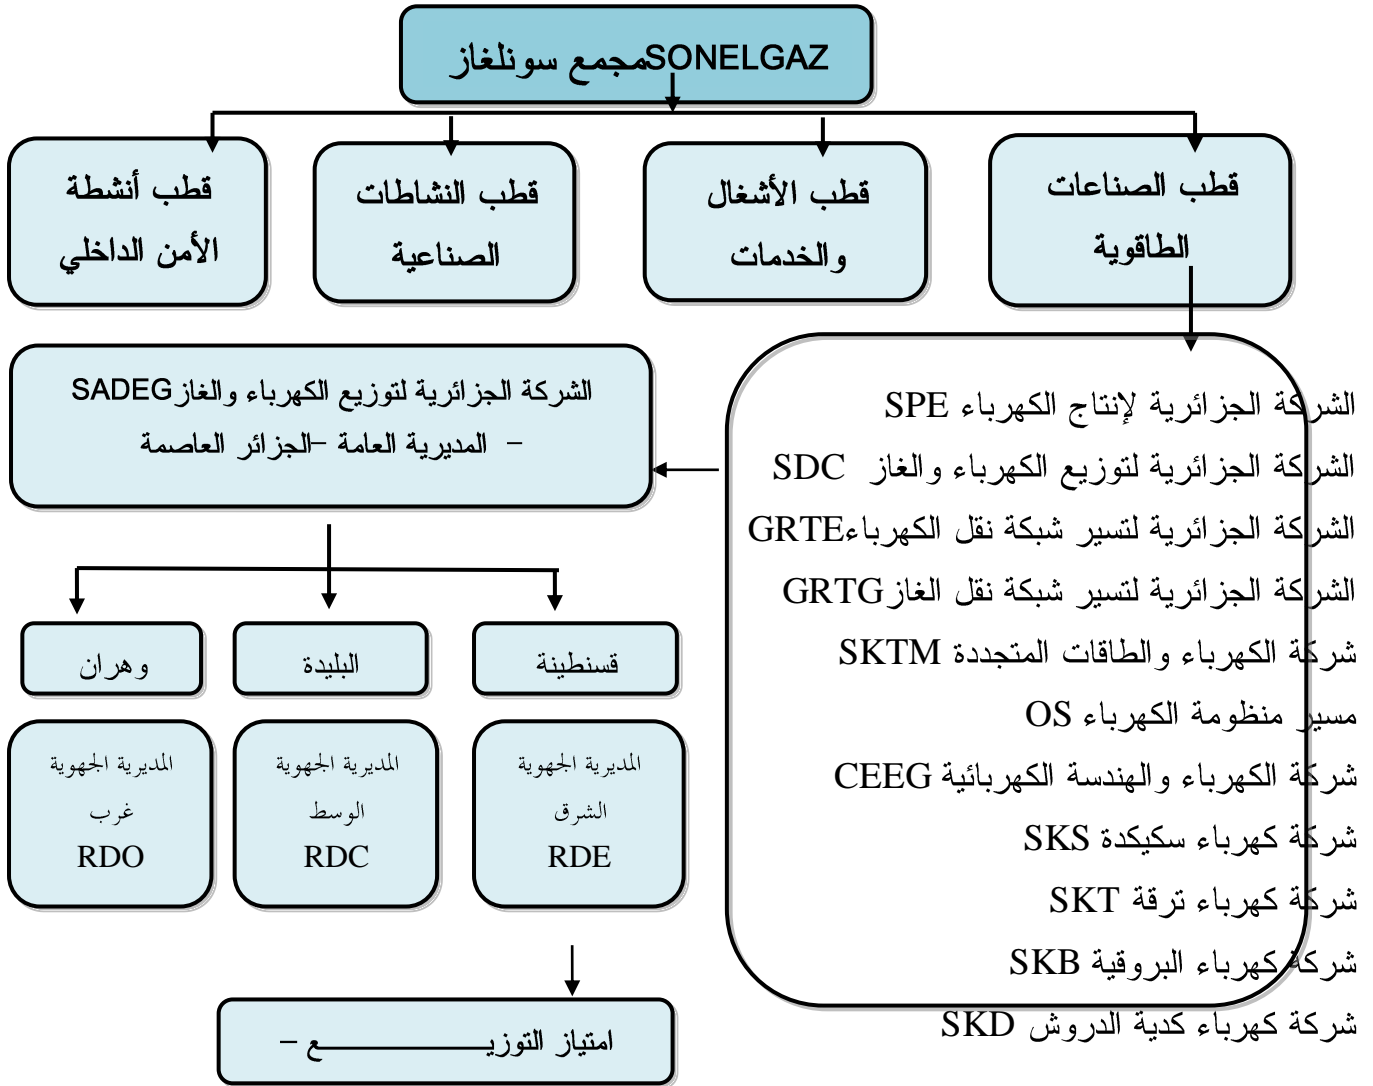 مجمع سونلغازSONELGAZ
قطب الصناعات
الطاقوية
قطب الأشغال
والخدمات
قطب النشاطات
الصناعية
قطب أنشطة
الأمن الداخلي
الشركة الجزائرية لإنتاج الكهرباء SPE
الشركة الجزائرية لتوزيع الكهرباء والغاز SDC
الشركة الجزائرية لتسير شبكة نقل الكهرباءGRTE
الشركة الجزائرية لتسير شبكة نقل الغازGRTG
شركة الكهرباء والطاقات المتجددة SKTM
مسير منظومة الكهرباء OS
شركة الكهرباء والهندسة الكهربائية CEEG
شركة كهرباء سكيكدة SKS
شركة كهرباء ترقة SKT
شركة كهرباء البروقية SKB
شركة كهرباء كدية الدروش SKD
الشركة الجزائرية لتوزيع الكهرباء والغازSADEG
– المديرية العامة –الجزائر العاصمة
قسنطينة
البليدة
وهران
المديرية الجهوية
الشرق
RDE
المديرية الجهوية
الوسط
RDC
المديرية الجهوية
غرب
RDO
امتياز التوزيـــــــــــــع –